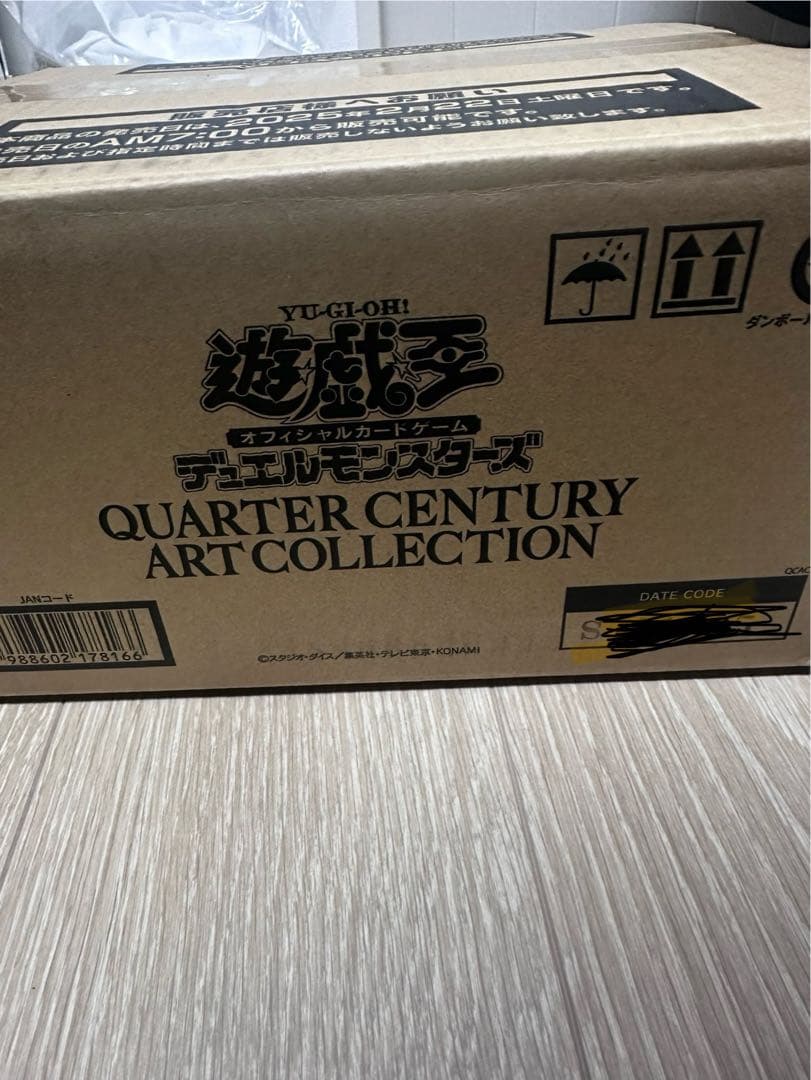 販売店様へお願い
本商品の発売日は、2025年2月22日土曜日です。
売日のAM7:00から販売可能です。
日および指定時間までは販売しないようお願い致します。
YU-GI-OH!
遊☆戯☆王
オフィシャルカードゲーム
デュエルモンスターズ
QUARTER CENTURY
ART COLLECTION
ダンボー
JANコード
988602 178166
©スタジオ・ダイス/集英社・テレビ東京・KONAMI
QCAC
DATE CODE
S